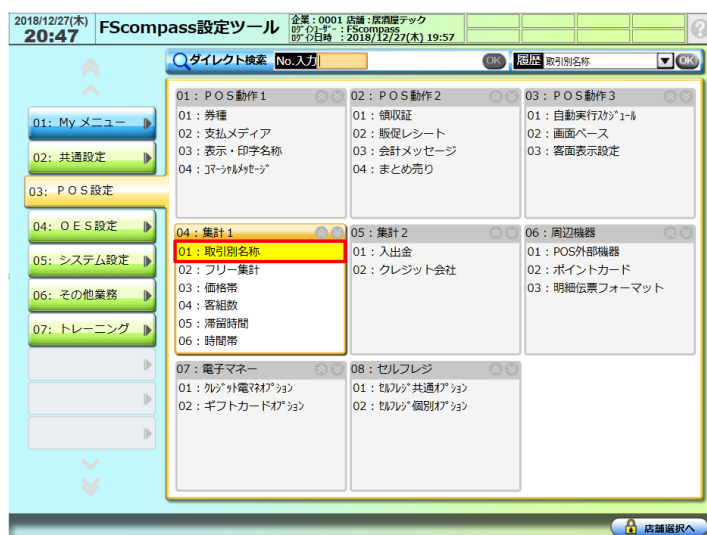 2018/12/27(木)
20:47
FScompass設定ツール
企業:0001 店舗:居酒屋テック
ﾛｸﾞｲﾝﾕｰｻﾞｰ:FScompass
ﾛｸﾞｲﾝ日時 :2018/12/27(木) 19:57
ダイレクト検索 No.入力 OK 履歴 取引別名称 OK
01: My メニュー
02: 共通設定
03: POS設定
04: OES設定
05: システム設定
06: その他業務
07: トレーニング
01:POS動作1
01:券種
02:支払メディア
03:表示・印字名称
04:ｺﾏｰｼｬﾙﾒｯｾｰｼﾞ
02:POS動作2
01:領収証
02:販促レシート
03:会計メッセージ
04:まとめ売り
03:POS動作3
01:自動実行ｽｹｼﾞｭｰﾙ
02:画面ベース
03:客面表示設定
04:集計1
01:取引別名称
02:フリー集計
03:価格帯
04:客組数
05:滞留時間
06:時間帯
05:集計2
01:入出金
02:クレジット会社
06:周辺機器
01:POS外部機器
02:ポイントカード
03:明細伝票フォーマット
07:電子マネー
01:ｸﾚｼﾞｯﾄ電ﾏﾈｵﾌﾟｼｮﾝ
02:ギフトカードｵﾌﾟｼｮﾝ
08:セルフレジ
01:ｾﾙﾌﾚｼﾞ共通ｵﾌﾟｼｮﾝ
02:ｾﾙﾌﾚｼﾞ個別ｵﾌﾟｼｮﾝ
店舗選択へ